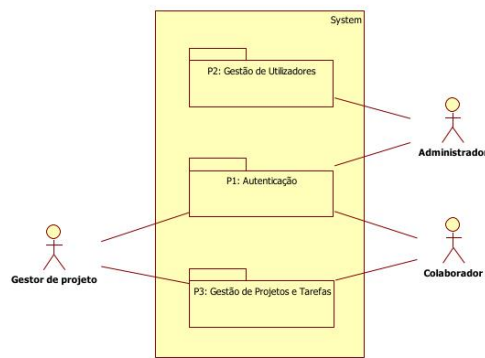 System
P2: Gestão de Utilizadores
Administrador
P1: Autenticação
Gestor de projeto
Colaborador
P3: Gestão de Projetos e Tarefas